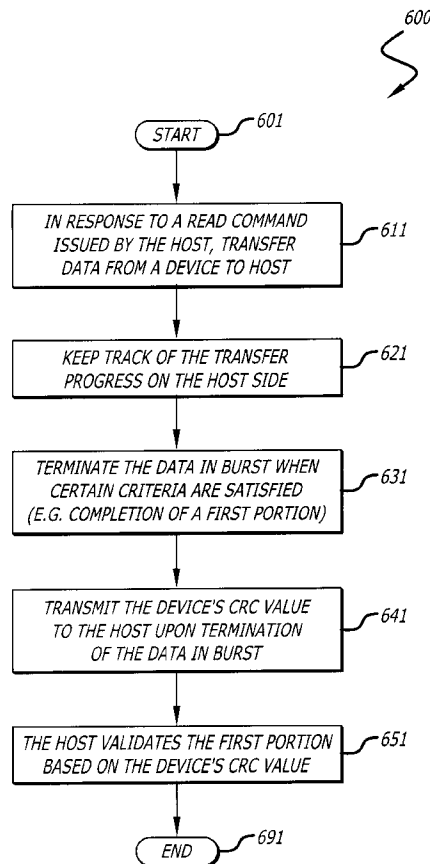 600
START
601
IN RESPONSE TO A READ COMMAND
ISSUED BY THE HOST, TRANSFER
DATA FROM A DEVICE TO HOST
611
KEEP TRACK OF THE TRANSFER
PROGRESS ON THE HOST SIDE
621
TERMINATE THE DATA IN BURST WHEN
CERTAIN CRITERIA ARE SATISFIED
(E.G. COMPLETION OF A FIRST PORTION)
631
TRANSMIT THE DEVICE'S CRC VALUE
TO THE HOST UPON TERMINATION
OF THE DATA IN BURST
641
THE HOST VALIDATES THE FIRST PORTION
BASED ON THE DEVICE'S CRC VALUE
651
END
691